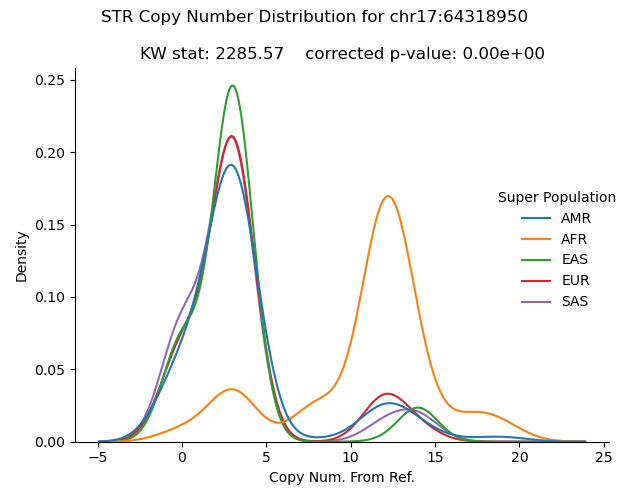 STR Copy Number Distribution for chr17:64318950
KW stat: 2285.57    corrected p-value: 0.00e+00
0.25
0.20
0.15
0.10
0.05
0.00
Density
−5
0
5
10
15
20
25
Copy Num. From Ref.
Super Population
AMR
AFR
EAS
EUR
SAS